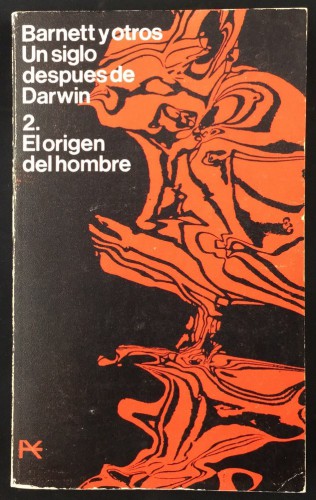 Barnett y otros
Un siglo
despues de
Darwin
2.
El origen
del hombre